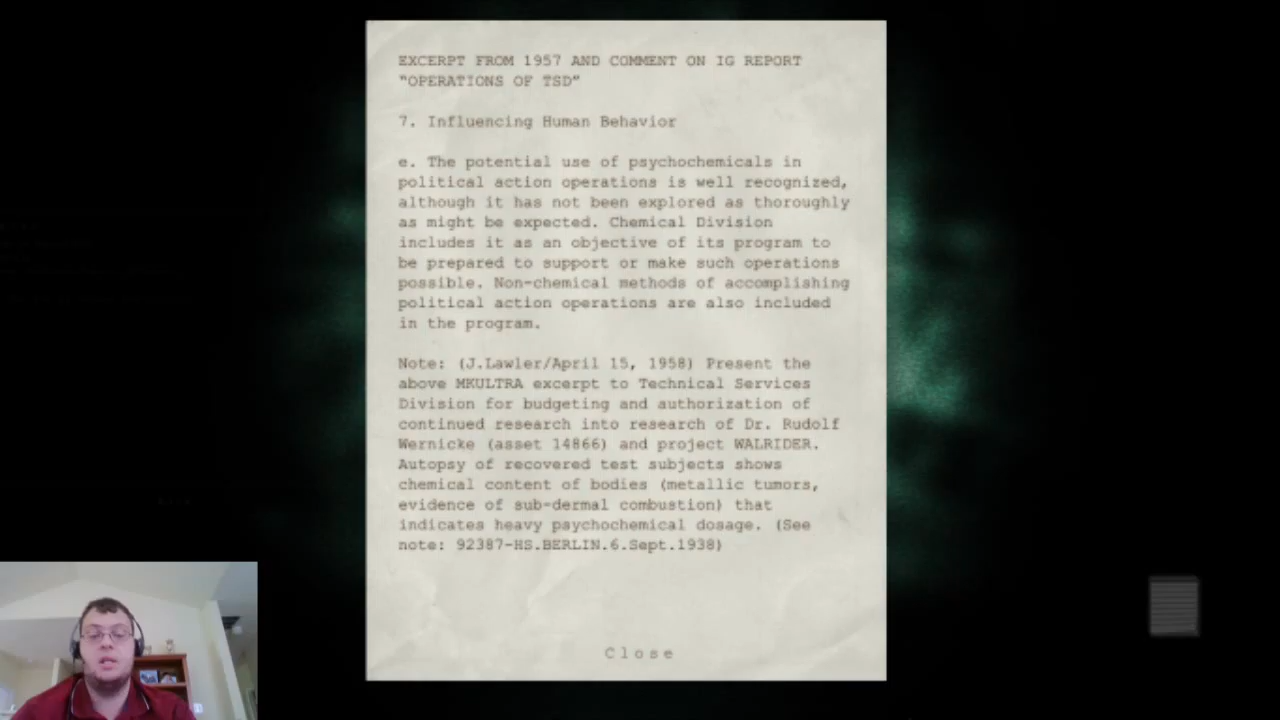 EXCERPT FROM 1957 AND COMMENT ON IG REPORT
"OPERATIONS OF TSD"
7. Influencing Human Behavior
e. The potential use of psychochemicals in
political action operations is well recognized,
although it has not been explored as thoroughly
as might be expected. Chemical Division
includes it as an objective of its program to
be prepared to support or make such operations
possible. Non-chemical methods of accomplishing
political action operations are also included
in the program.
Note: (J.Lawler/April 15, 1958) Present the
above MKULTRA excerpt to Technical Services
Division for budgeting and authorization of
continued research into research of Dr. Rudolf
Wernicke (asset 14866) and project WALRIDER.
Autopsy of recovered test subjects shows
chemical content of bodies (metallic tumors,
evidence of sub-dermal combustion) that
indicates heavy psychochemical dosage. (See
note: 92387-HS.BERLIN.6.Sept.1938)
Close